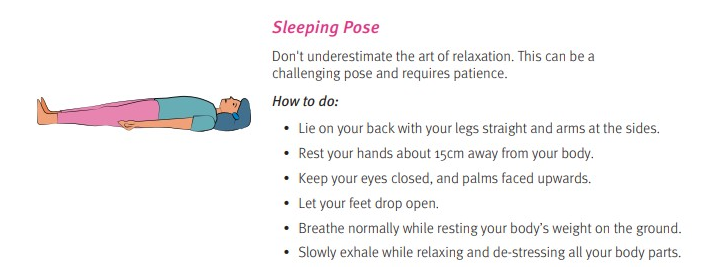 Sleeping Pose
Don't underestimate the art of relaxation. This can be a
challenging pose and requires patience.
How to do:
• Lie on your back with your legs straight and arms at the sides.
• Rest your hands about 15cm away from your body.
• Keep your eyes closed, and palms faced upwards.
• Let your feet drop open.
• Breathe normally while resting your body's weight on the ground.
• Slowly exhale while relaxing and de-stressing all your body parts.